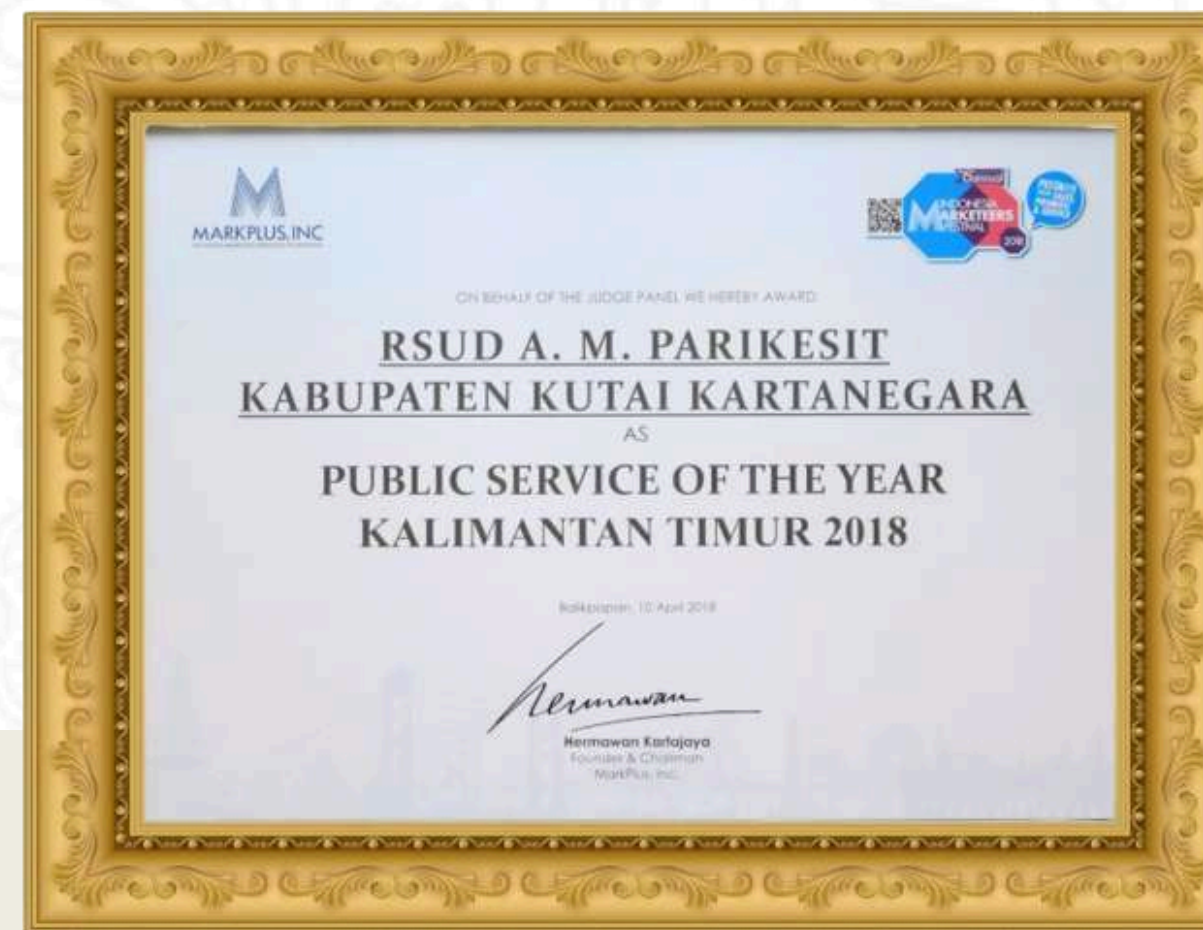 MARKPLUS, INC
INDONESIA
MARKETEERS
FESTIVAL
2018
ON BEHALF OF THE JUDGE PANEL WE HEREBY AWARD
RSUD A. M. PARIKESIT
KABUPATEN KUTAI KARTANEGARA
AS
PUBLIC SERVICE OF THE YEAR
KALIMANTAN TIMUR 2018
Balikpapan, 10 April 2018
Hermawan
Hermawan Kartajaya
Founder & Chairman
MarkPlus, Inc.